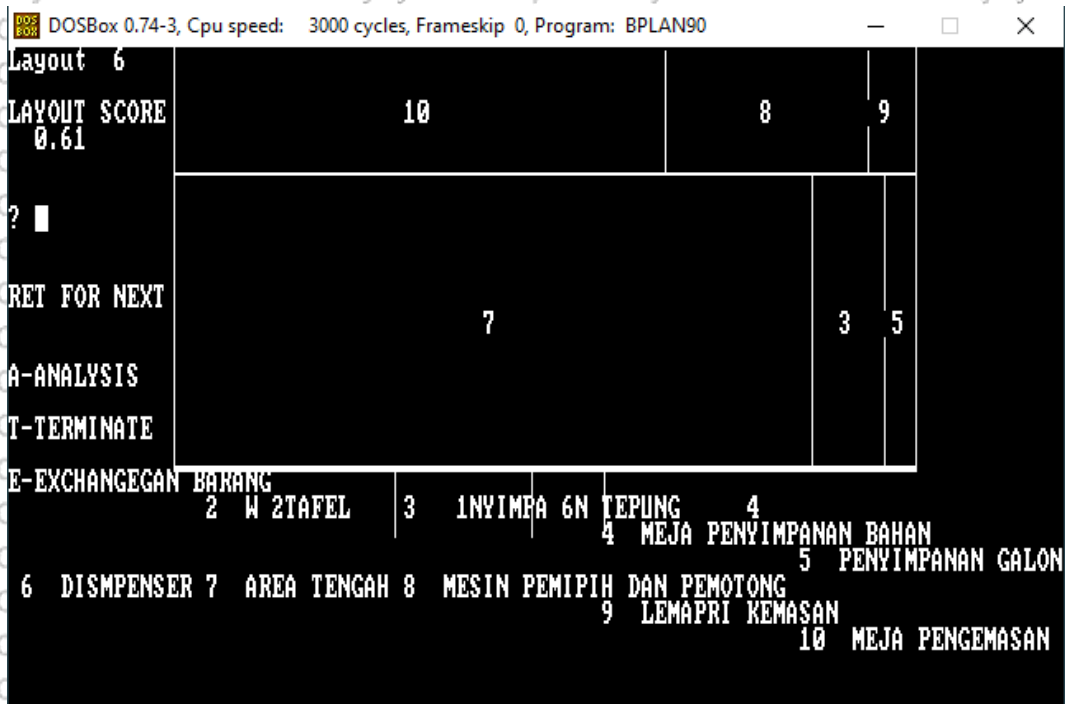 DOSBox 0.74-3, Cpu speed: 3000 cycles, Frameskip 0, Program: BPLAN90
Layout 6
LAYOUT SCORE 10 8 9
0.61
? 
RET FOR NEXT
7 3 5
A-ANALYSIS
T-TERMINATE
E-EXCHANGEGAN BARANG
2 W 2TAFEL 3 1NYIMPA 6N TEPUNG 4
4 MEJA PENYIMPANAN BAHAN
5 PENYIMPANAN GALON
6 DISMPENSER 7 AREA TENGAH 8 MESIN PEMIPIH DAN PEMOTONG
9 LEMAPRI KEMASAN
10 MEJA PENGEMASAN